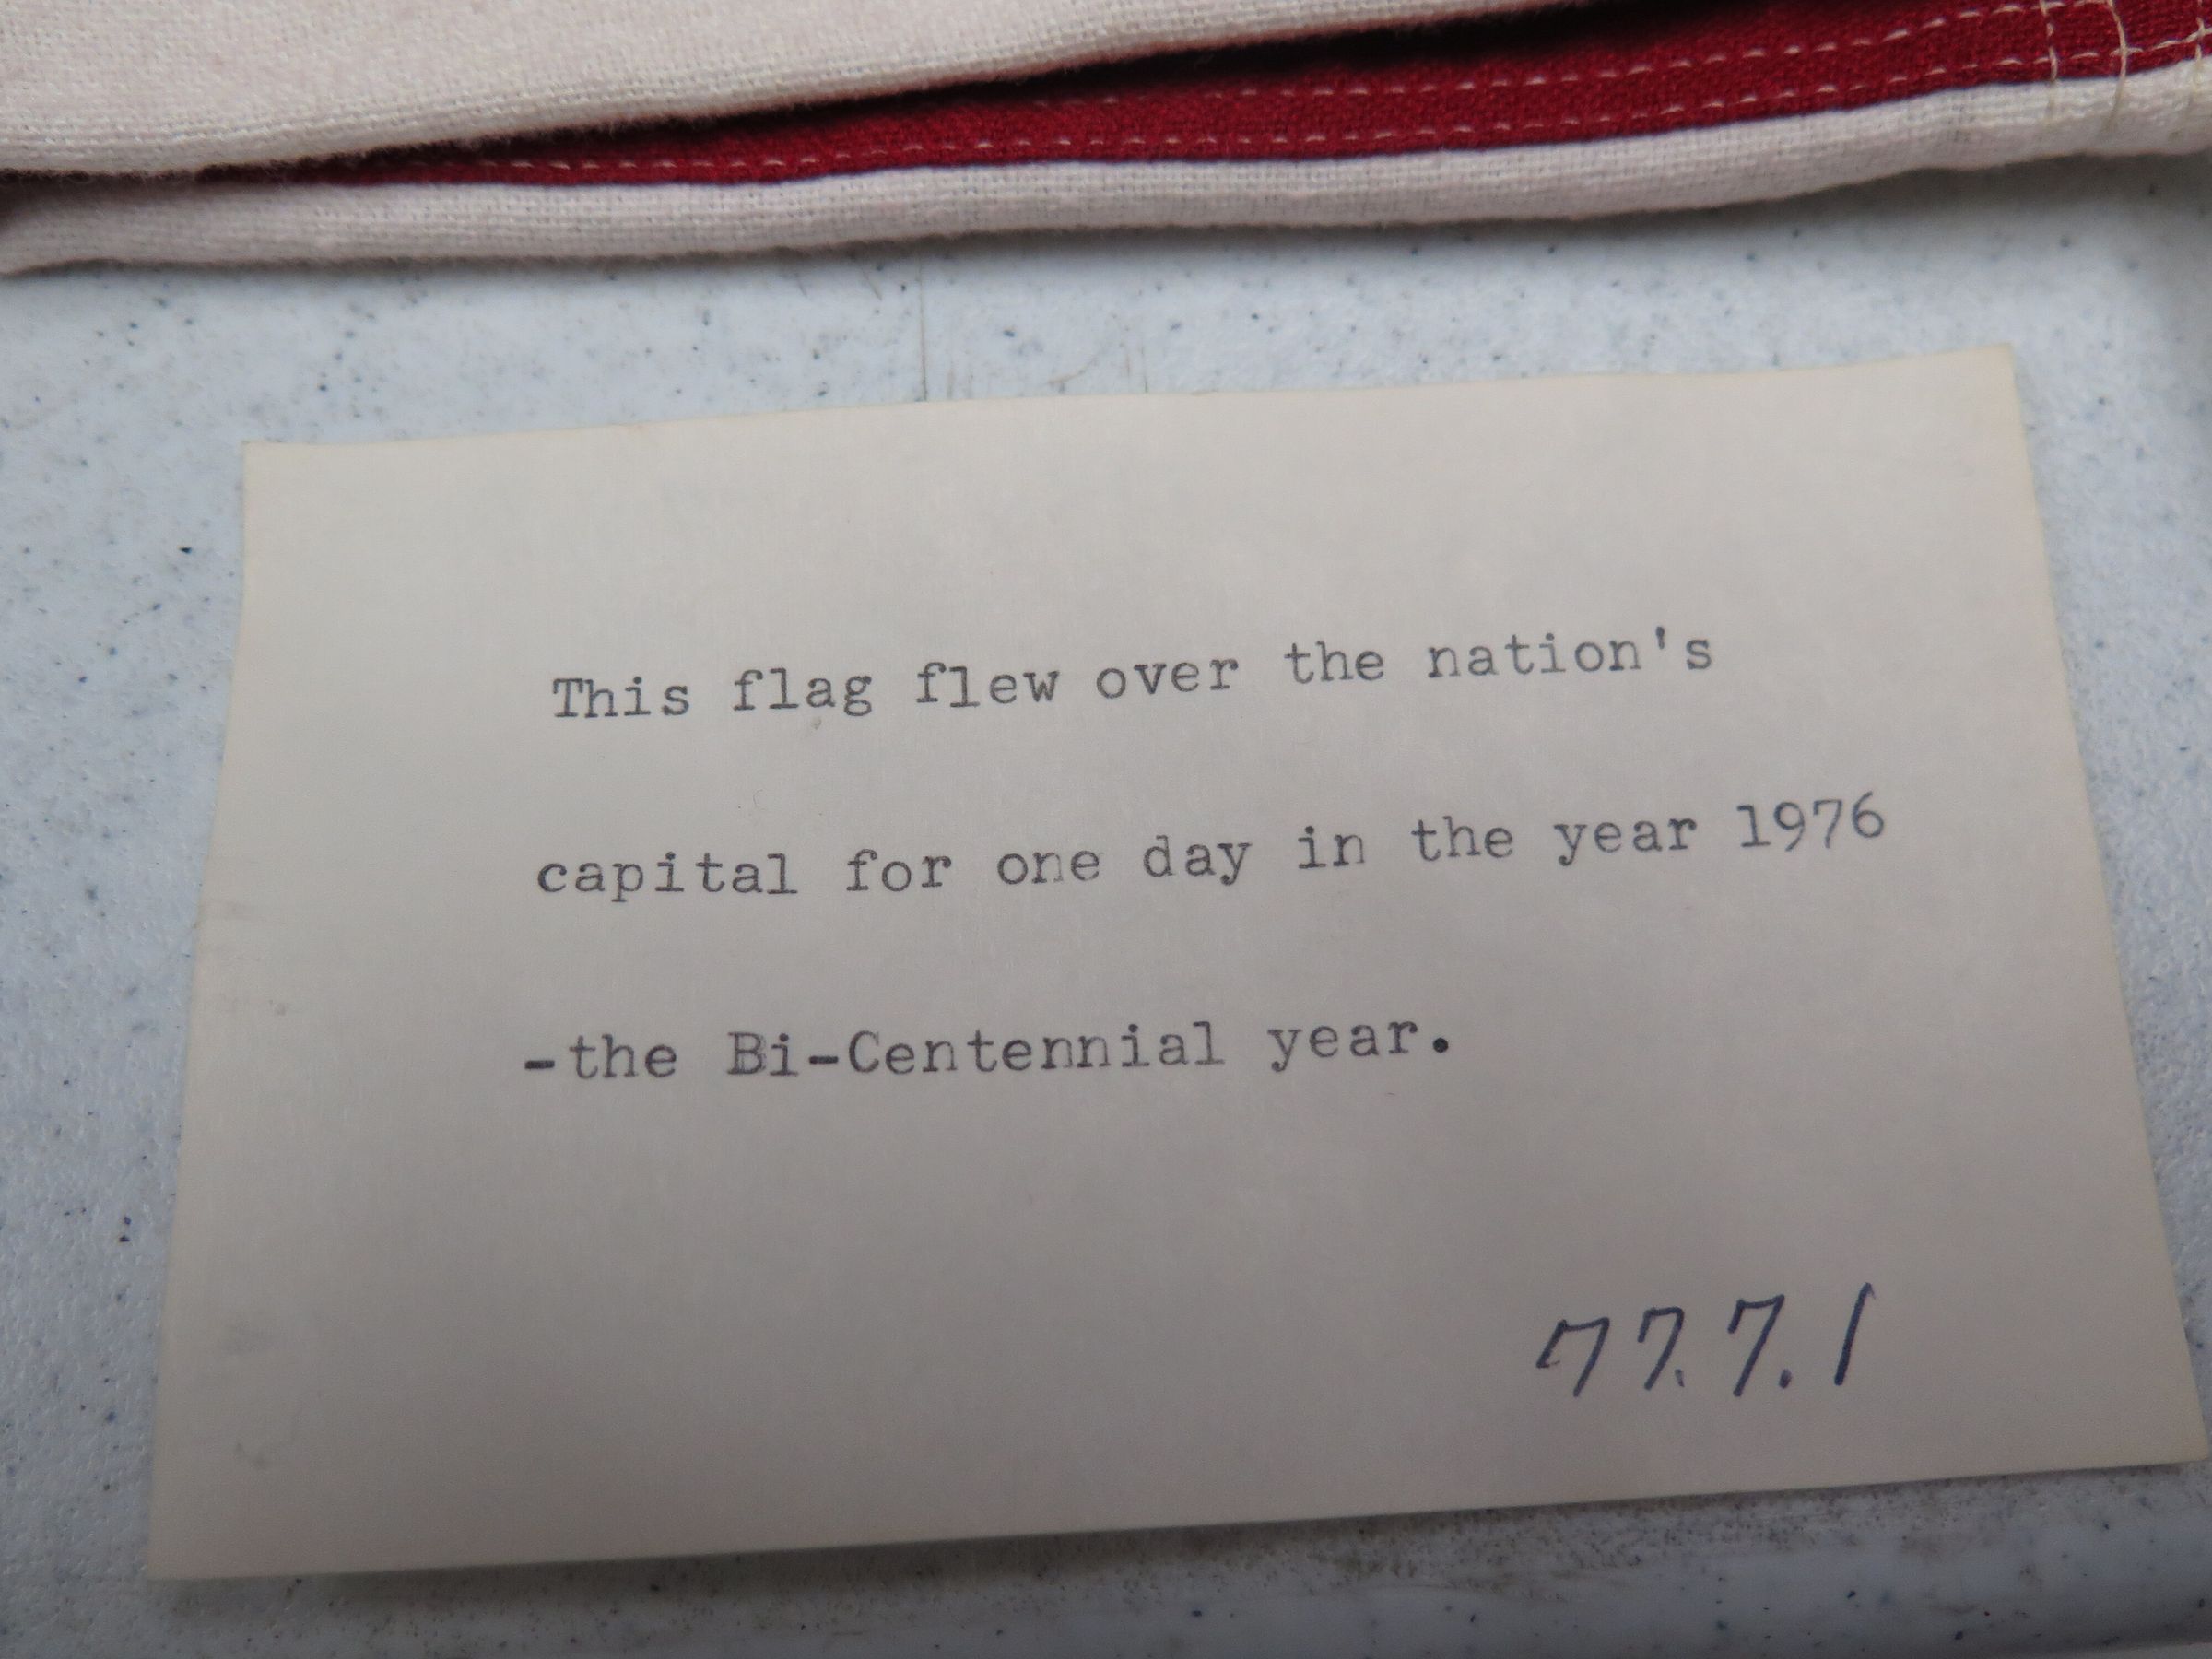 This flag flew over the nation's
capital for one day in the year 1976
-the Bi-Centennial year.
77.7.1